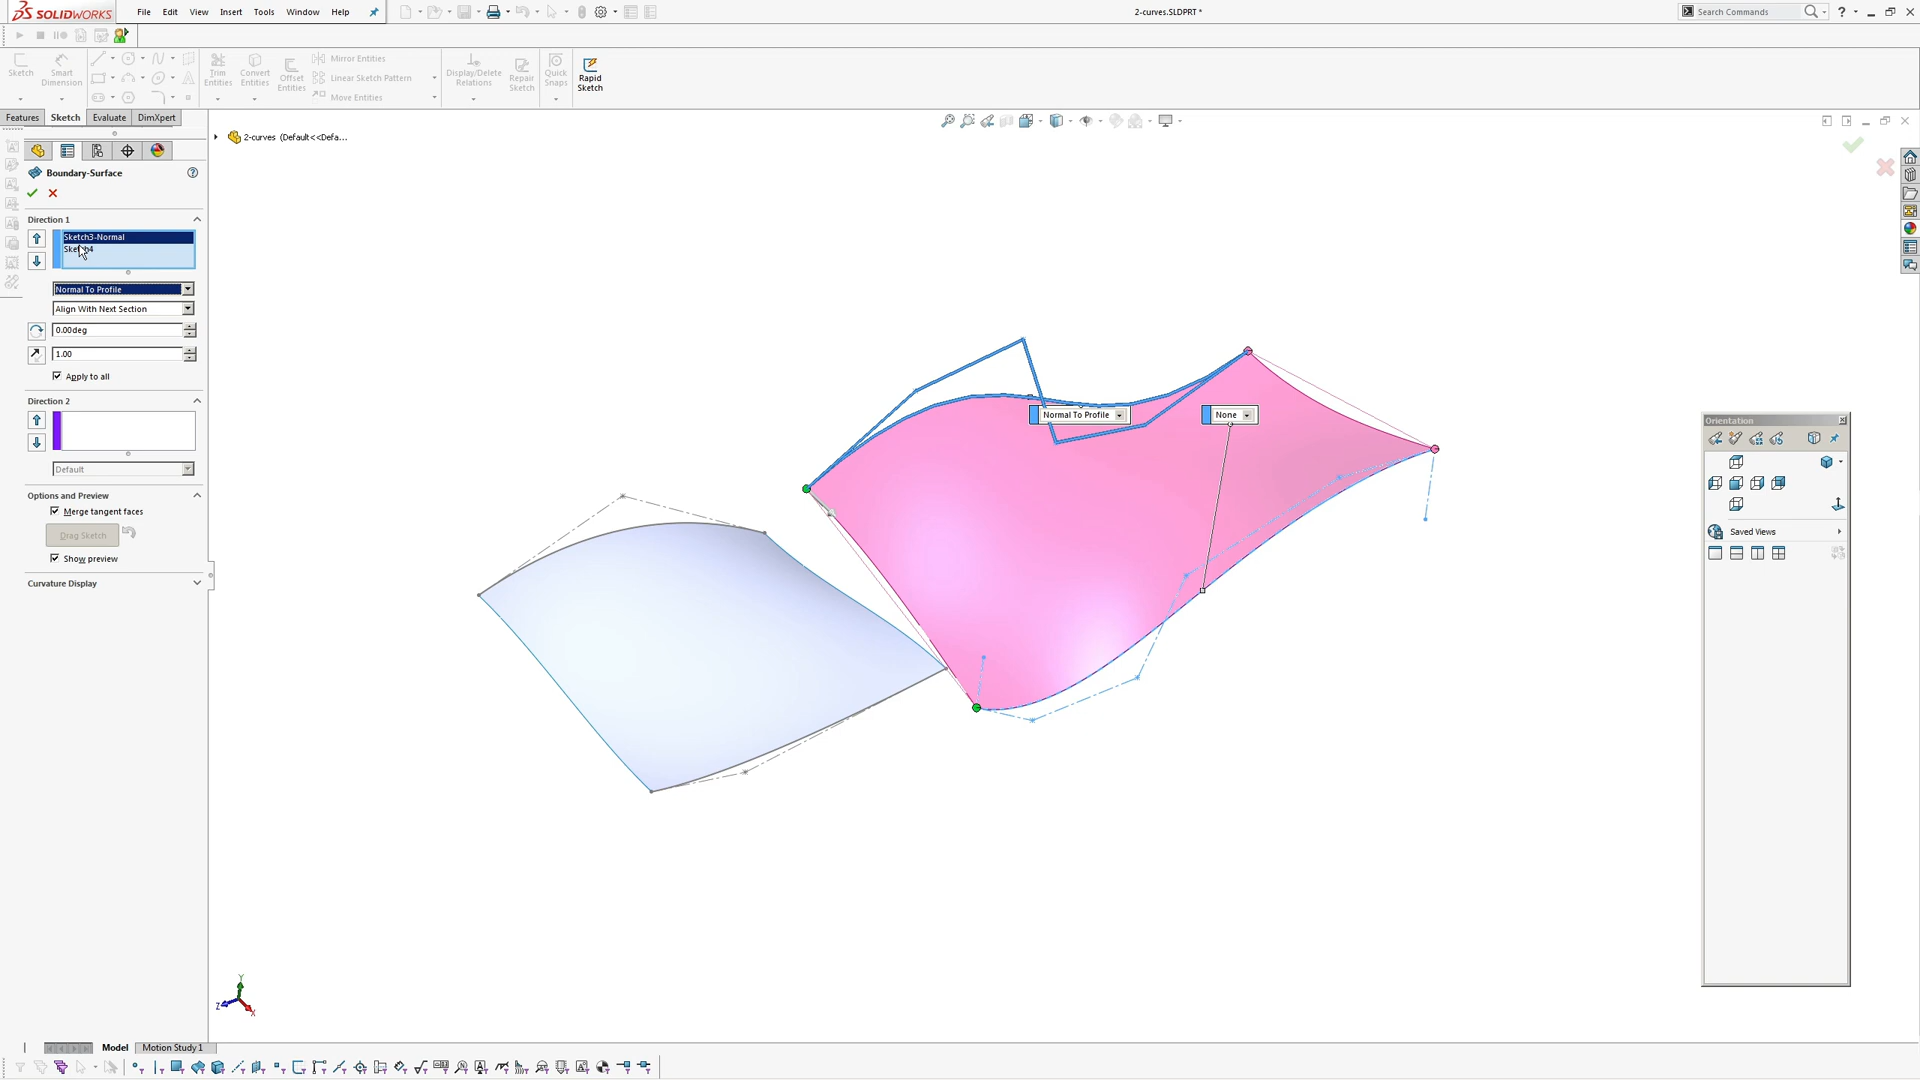 SOLIDWORKS
File Edit View Insert Tools Window Help
2-curves.SLDPRT *
Search Commands
Sketch
Smart Dimension
Trim Entities
Convert Entities
Offset Entities
Mirror Entities
Linear Sketch Pattern
Move Entities
Display/Delete Relations
Repair Sketch
Quick Snaps
Rapid Sketch
Features Sketch Evaluate DimXpert
2-curves (Default<<Defa...
Boundary-Surface
Direction 1
Sketch3-Normal
Sketch4
Normal To Profile
Align With Next Section
0.00deg
1.00
Apply to all
Direction 2
Default
Options and Preview
Merge tangent faces
Drag Sketch
Show preview
Curvature Display
Normal To Profile
None
Orientation
Saved Views
Y
Z
X
Model Motion Study 1